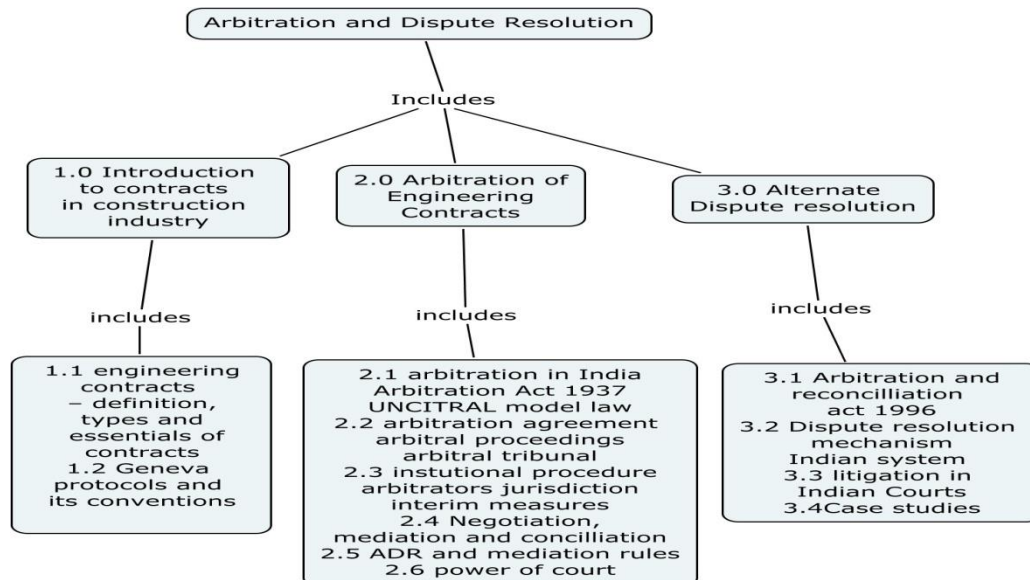 Arbitration and Dispute Resolution
Includes
1.0 Introduction
to contracts
in construction
industry
2.0 Arbitration of
Engineering
Contracts
3.0 Alternate
Dispute resolution
includes
includes
includes
1.1 engineering
contracts
– definition,
types and
essentials of
contracts
1.2 Geneva
protocols and
its conventions
2.1 arbitration in India
Arbitration Act 1937
UNCITRAL model law
2.2 arbitration agreement
arbitral proceedings
arbitral tribunal
2.3 instutional procedure
arbitrators jurisdiction
interim measures
2.4 Negotiation,
mediation and concilliation
2.5 ADR and mediation rules
2.6 power of court
3.1 Arbitration and
reconcilliation
act 1996
3.2 Dispute resolution
mechanism
Indian system
3.3 litigation in
Indian Courts
3.4Case studies